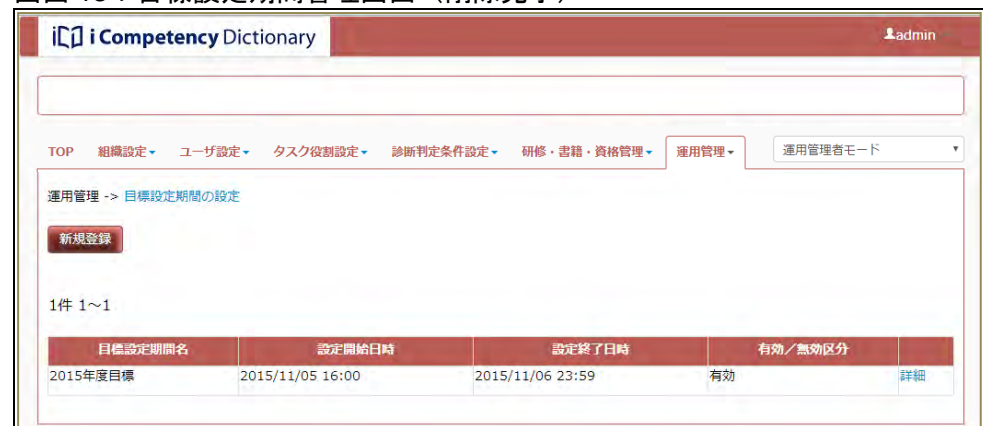 i Competency Dictionary
admin
TOP 組織設定 ユーザ設定 タスク役割設定 診断判定条件設定 研修・書籍・資格管理 運用管理 運用管理者モード
運用管理 -> 目標設定期間の設定
新規登録
1件 1～1
目標設定期間名 設定開始日時 設定終了日時 有効／無効区分
2015年度目標 2015/11/05 16:00 2015/11/06 23:59 有効 詳細